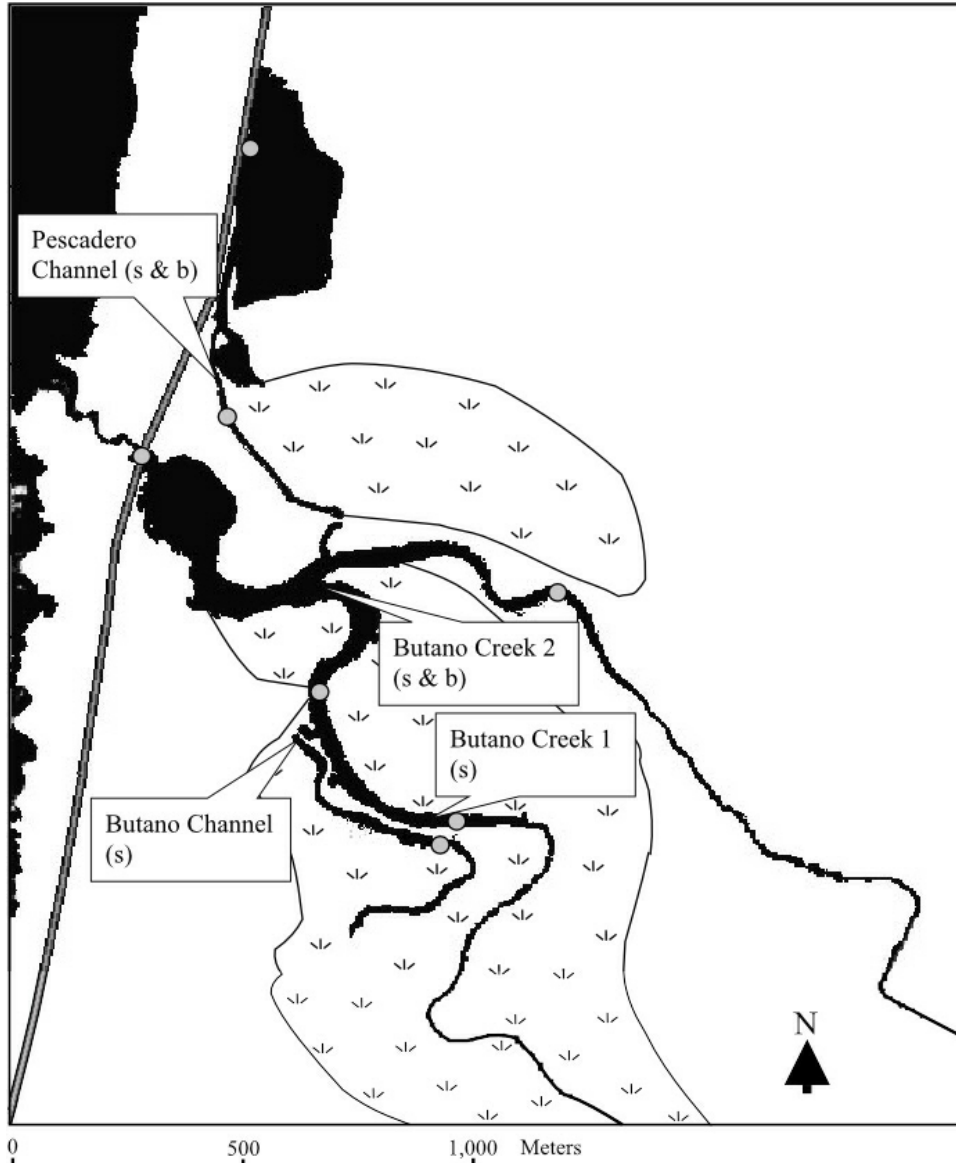 Pescadero
Channel (s & b)
Butano Creek 2
(s & b)
Butano Creek 1
(s)
Butano Channel
(s)
N
0 500 1,000 Meters